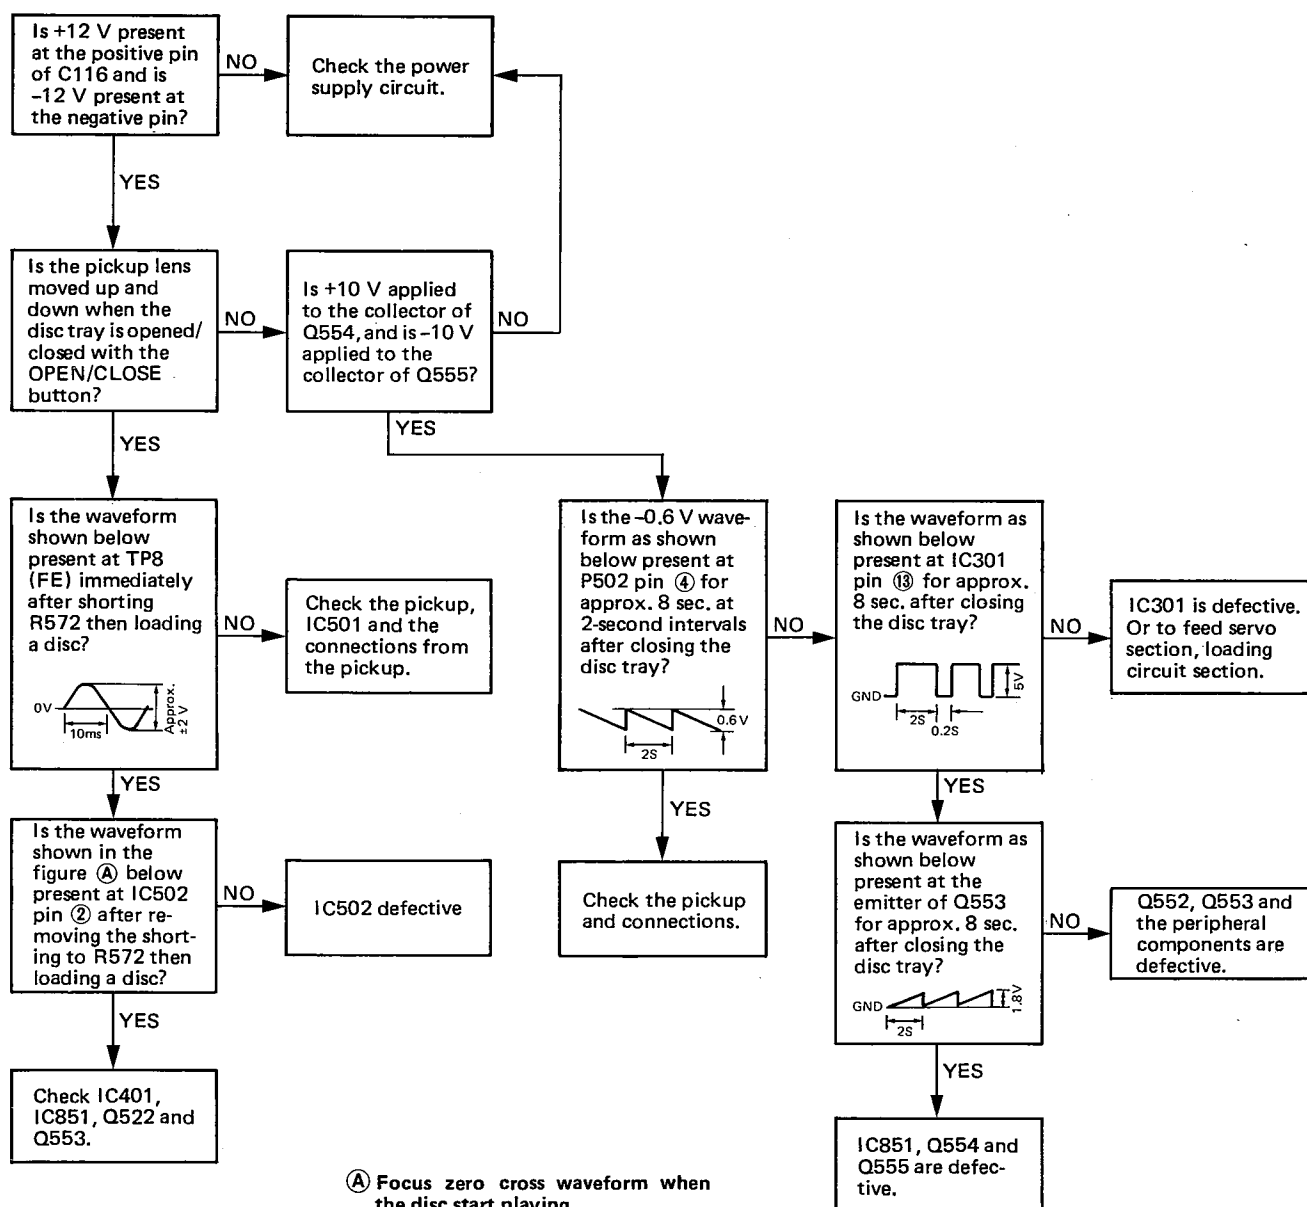 Is +12 V present
at the positive pin
of C116 and is
–12 V present at
the negative pin?
NO
Check the power
supply circuit.
YES
Is the pickup lens
moved up and
down when the
disc tray is opened/
closed with the
OPEN/CLOSE
button?
NO
Is +10 V applied
to the collector of
Q554, and is –10 V
applied to the
collector of Q555?
NO
YES
YES
Is the waveform
shown below
present at TP8
(FE) immediately
after shorting
R572 then loading
a disc?
0V
10ms
Approx.
±2 V
NO
Check the pickup,
IC501 and the
connections from
the pickup.
Is the –0.6 V wave-
form as shown
below present at
P502 pin ④ for
approx. 8 sec. at
2-second intervals
after closing the
disc tray?
0.6 V
2S
NO
Is the waveform as
shown below
present at IC301
pin ⑬ for approx.
8 sec. after closing
the disc tray?
GND
5V
2S
0.2S
NO
IC301 is defective.
Or to feed servo
section, loading
circuit section.
YES
YES
YES
Is the waveform
shown in the
figure Ⓐ below
present at IC502
pin ② after re-
moving the short-
ing to R572 then
loading a disc?
NO
IC502 defective
Check the pickup
and connections.
Is the waveform as
shown below
present at the
emitter of Q553
for approx. 8 sec.
after closing the
disc tray?
GND
1.8V
2S
NO
Q552, Q553 and
the peripheral
components are
defective.
YES
YES
Check IC401,
IC851, Q522 and
Q553.
IC851, Q554 and
Q555 are defec-
tive.
Ⓐ Focus zero cross waveform when
the disc start playing